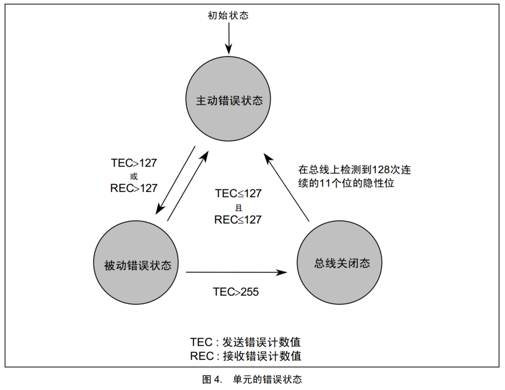 初始状态
主动错误状态
TEC>127
或
REC>127
TEC≤127
且
REC≤127
在总线上检测到128次连
续的11个位的隐性位
被动错误状态
总线关闭态
TEC>255
TEC : 发送错误计数值
REC : 接收错误计数值
图 4. 单元的错误状态